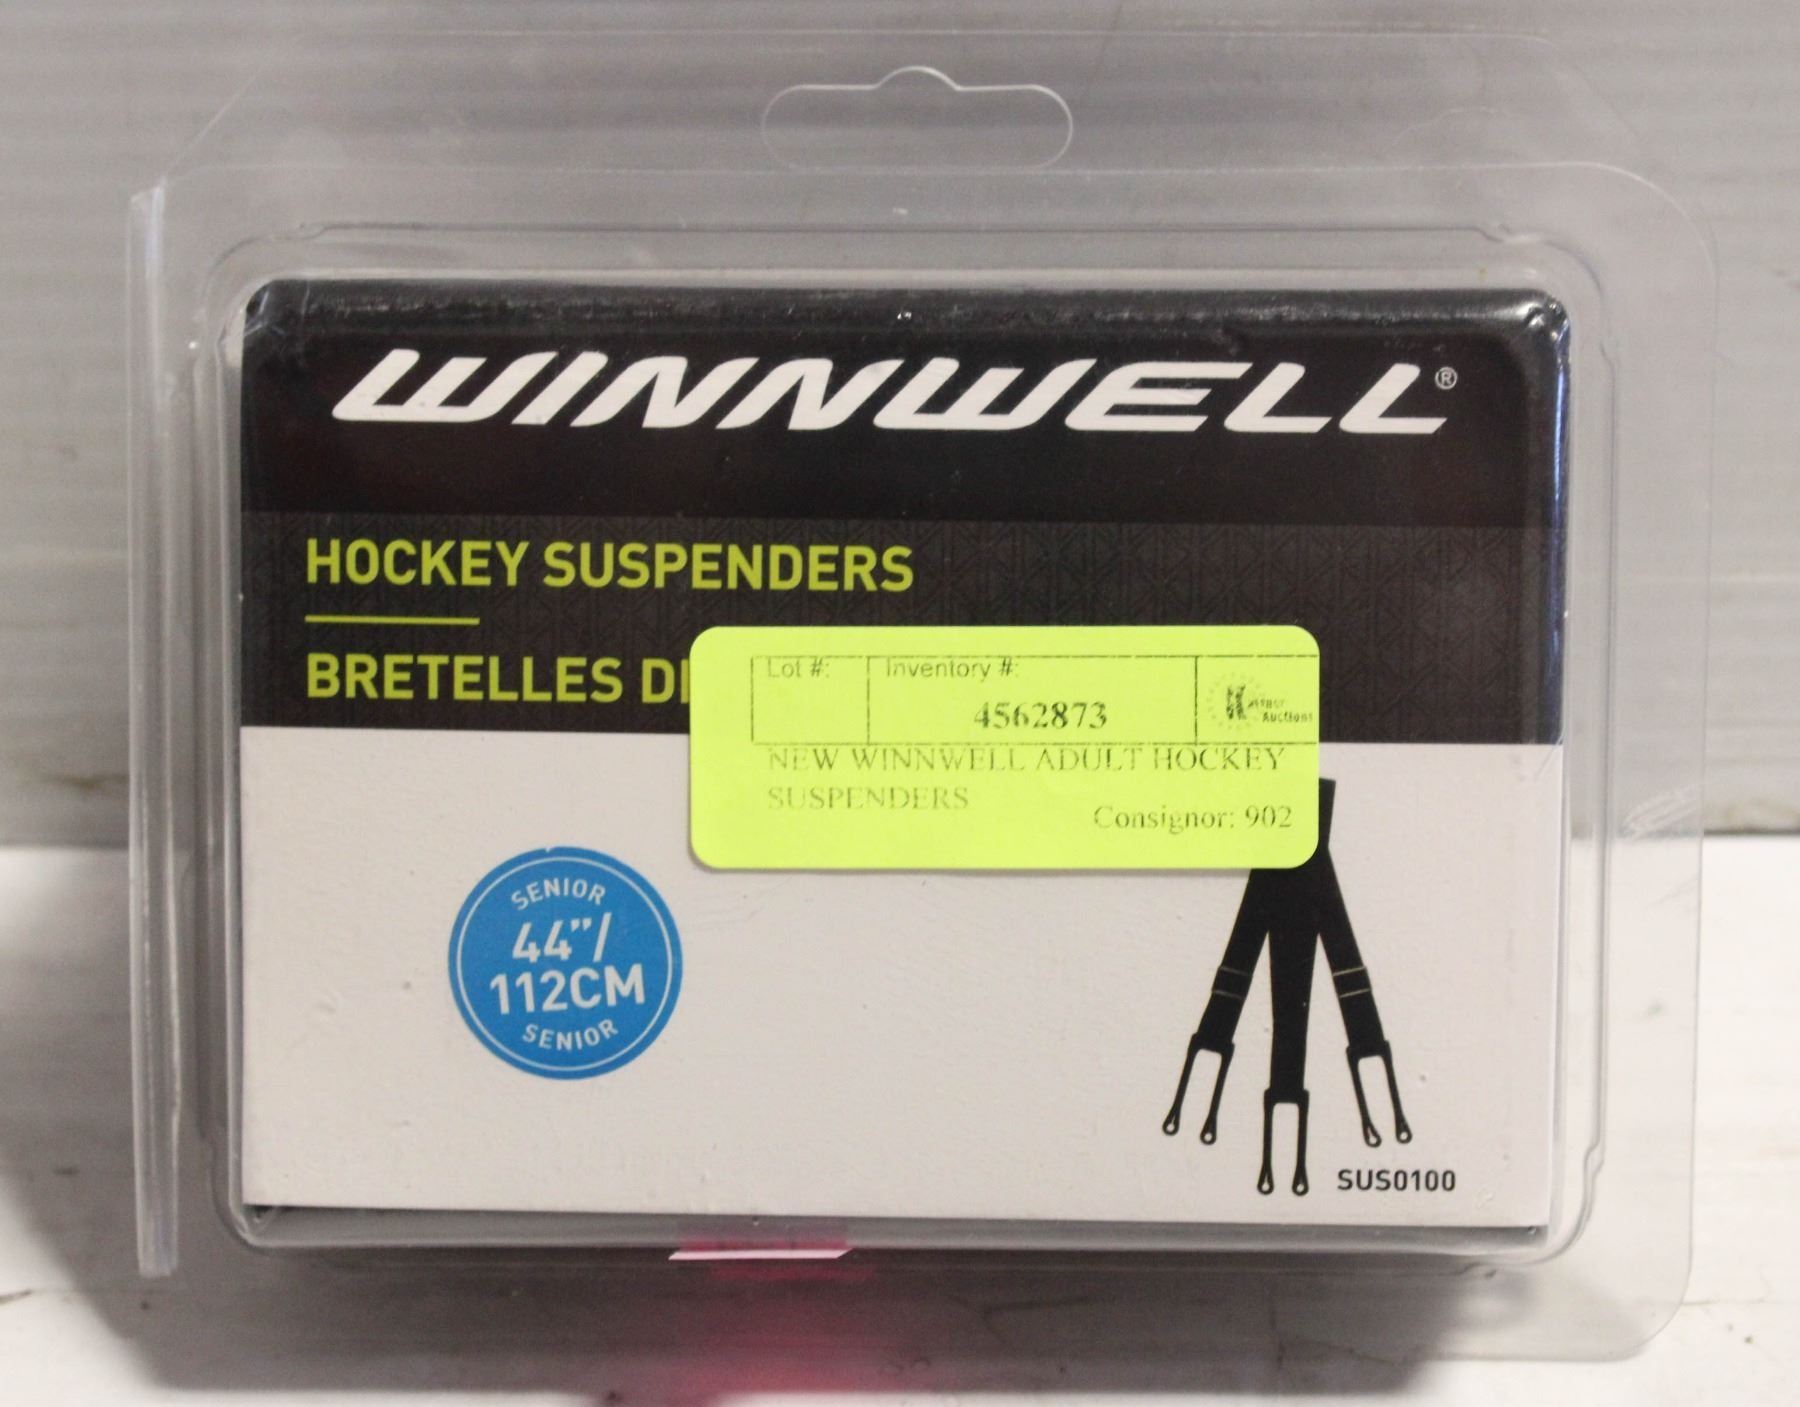 WINNWELL®
HOCKEY SUSPENDERS
BRETELLES
Lot #:
Inventory #:
4562873
Auctions
NEW WINNWELL ADULT HOCKEY
SUSPENDERS
Consignor: 902
SENIOR
44"/
112CM
SENIOR
SUS0100